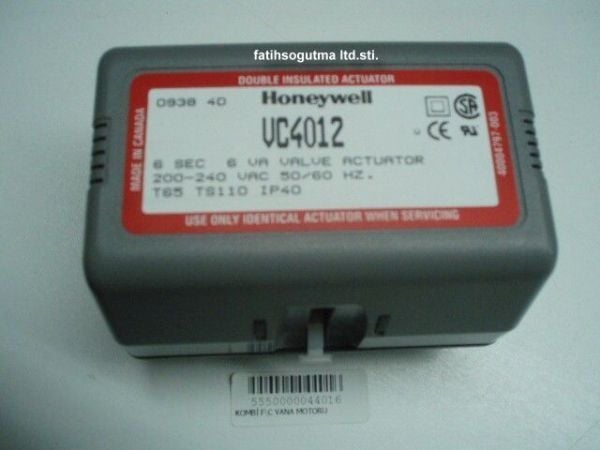 fatihsogutma ltd.sti.
DOUBLE INSULATED ACTUATOR
0938 40 Honeywell
MADE IN CANADA
VC4012
40004797-003
6 SEC 6 VA VALVE ACTUATOR
200-240 VAC 50/60 HZ.
T65 TS110 IP40
USE ONLY IDENTICAL ACTUATOR WHEN SERVICING
5550000044016
KOMBİ F.C VANA MOTORU